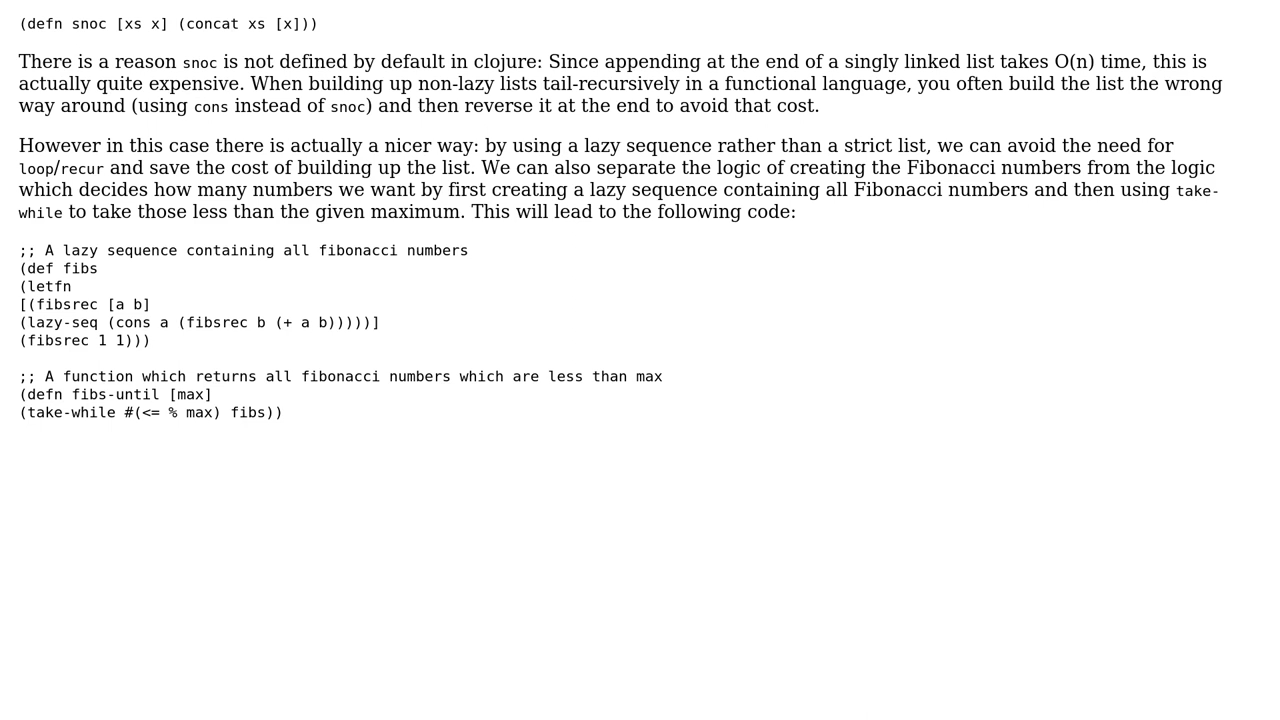 (defn snoc [xs x] (concat xs [x]))
There is a reason snoc is not defined by default in clojure: Since appending at the end of a singly linked list takes O(n) time, this is
actually quite expensive. When building up non-lazy lists tail-recursively in a functional language, you often build the list the wrong
way around (using cons instead of snoc) and then reverse it at the end to avoid that cost.
However in this case there is actually a nicer way: by using a lazy sequence rather than a strict list, we can avoid the need for
loop/recur and save the cost of building up the list. We can also separate the logic of creating the Fibonacci numbers from the logic
which decides how many numbers we want by first creating a lazy sequence containing all Fibonacci numbers and then using take-
while to take those less than the given maximum. This will lead to the following code:
;; A lazy sequence containing all fibonacci numbers
(def fibs
(letfn
[(fibsrec [a b]
(lazy-seq (cons a (fibsrec b (+ a b)))))]
(fibsrec 1 1)))
;; A function which returns all fibonacci numbers which are less than max
(defn fibs-until [max]
(take-while #(<= % max) fibs))